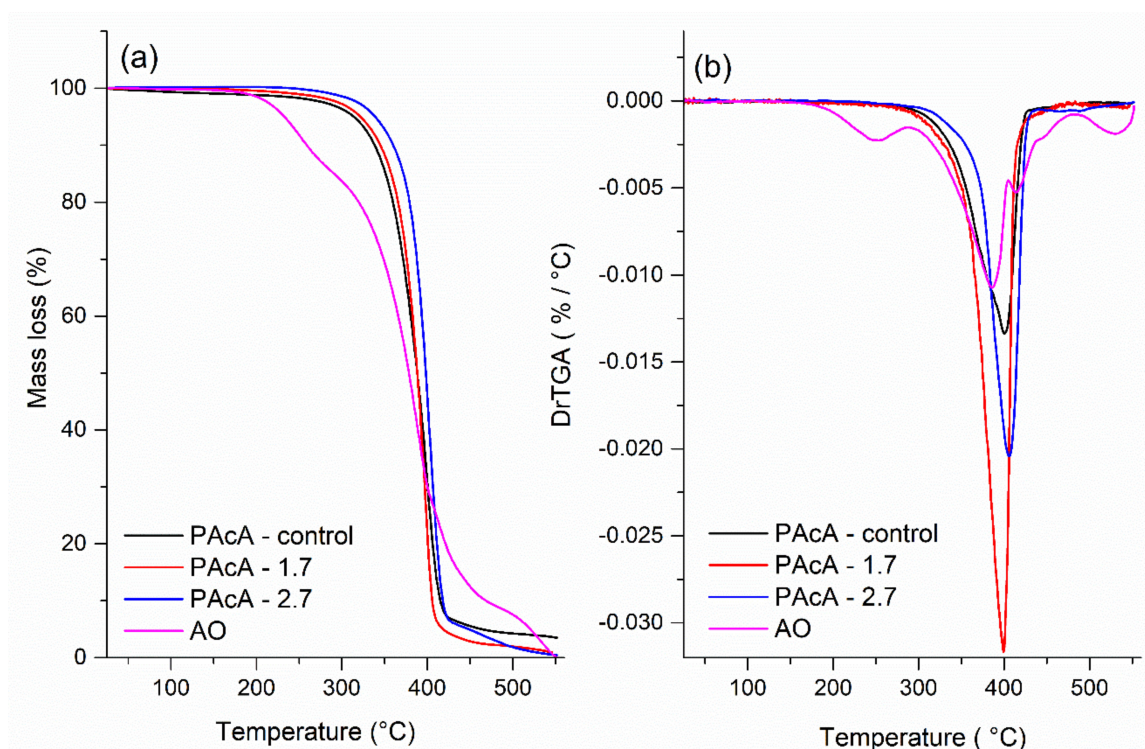 (a)
Mass loss (%)
100
80
60
40
20
0
PAcA - control
PAcA - 1.7
PAcA - 2.7
AO
100
200
300
400
500
Temperature (°C)
(b)
DrTGA ( % / °C)
0.000
-0.005
-0.010
-0.015
-0.020
-0.025
-0.030
PAcA - control
PAcA - 1.7
PAcA - 2.7
AO
100
200
300
400
500
Temperature ( °C)